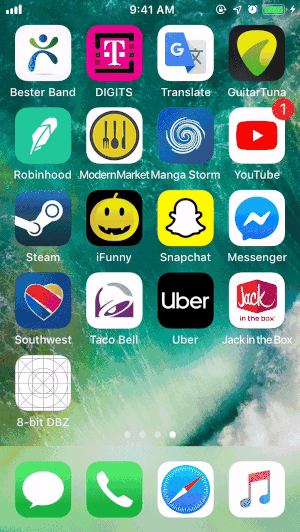 9:41 AM
Bester Band DIGITS Translate GuitarTuna
1
Robinhood .ModernMarket Manga Storm YouTube
Steam iFunny Snapchat Messenger
Uber Jack
in the box
Southwest Taco Bell Uber Jack in the Box
8-bit DBZ